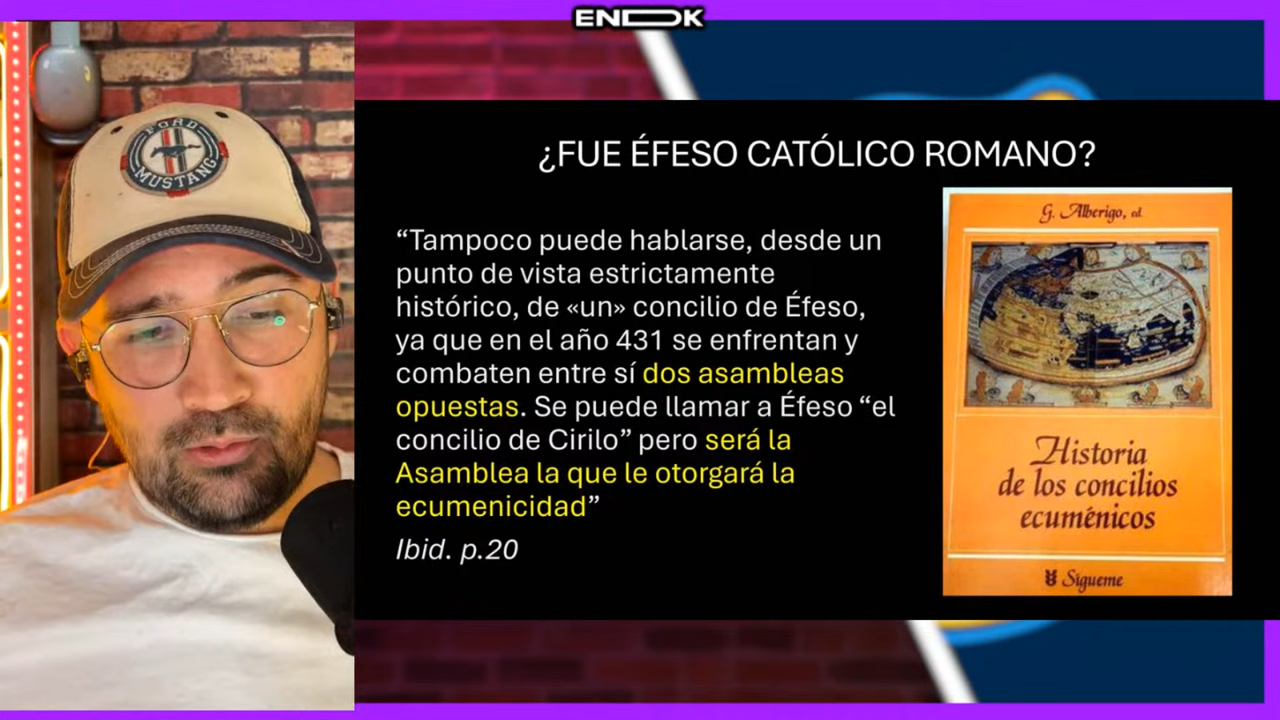 ENDOK
FORD
MUSTANG
¿FUE ÉFESO CATÓLICO ROMANO?
“Tampoco puede hablarse, desde un
punto de vista estrictamente
histórico, de «un» concilio de Éfeso,
ya que en el año 431 se enfrentan y
combaten entre sí dos asambleas
opuestas. Se puede llamar a Éfeso “el
concilio de Cirilo” pero será la
Asamblea la que le otorgará la
ecumenicidad”
Ibid. p.20
G. Alberigo, ed.
Historia
de los concilios
ecuménicos
Sígueme